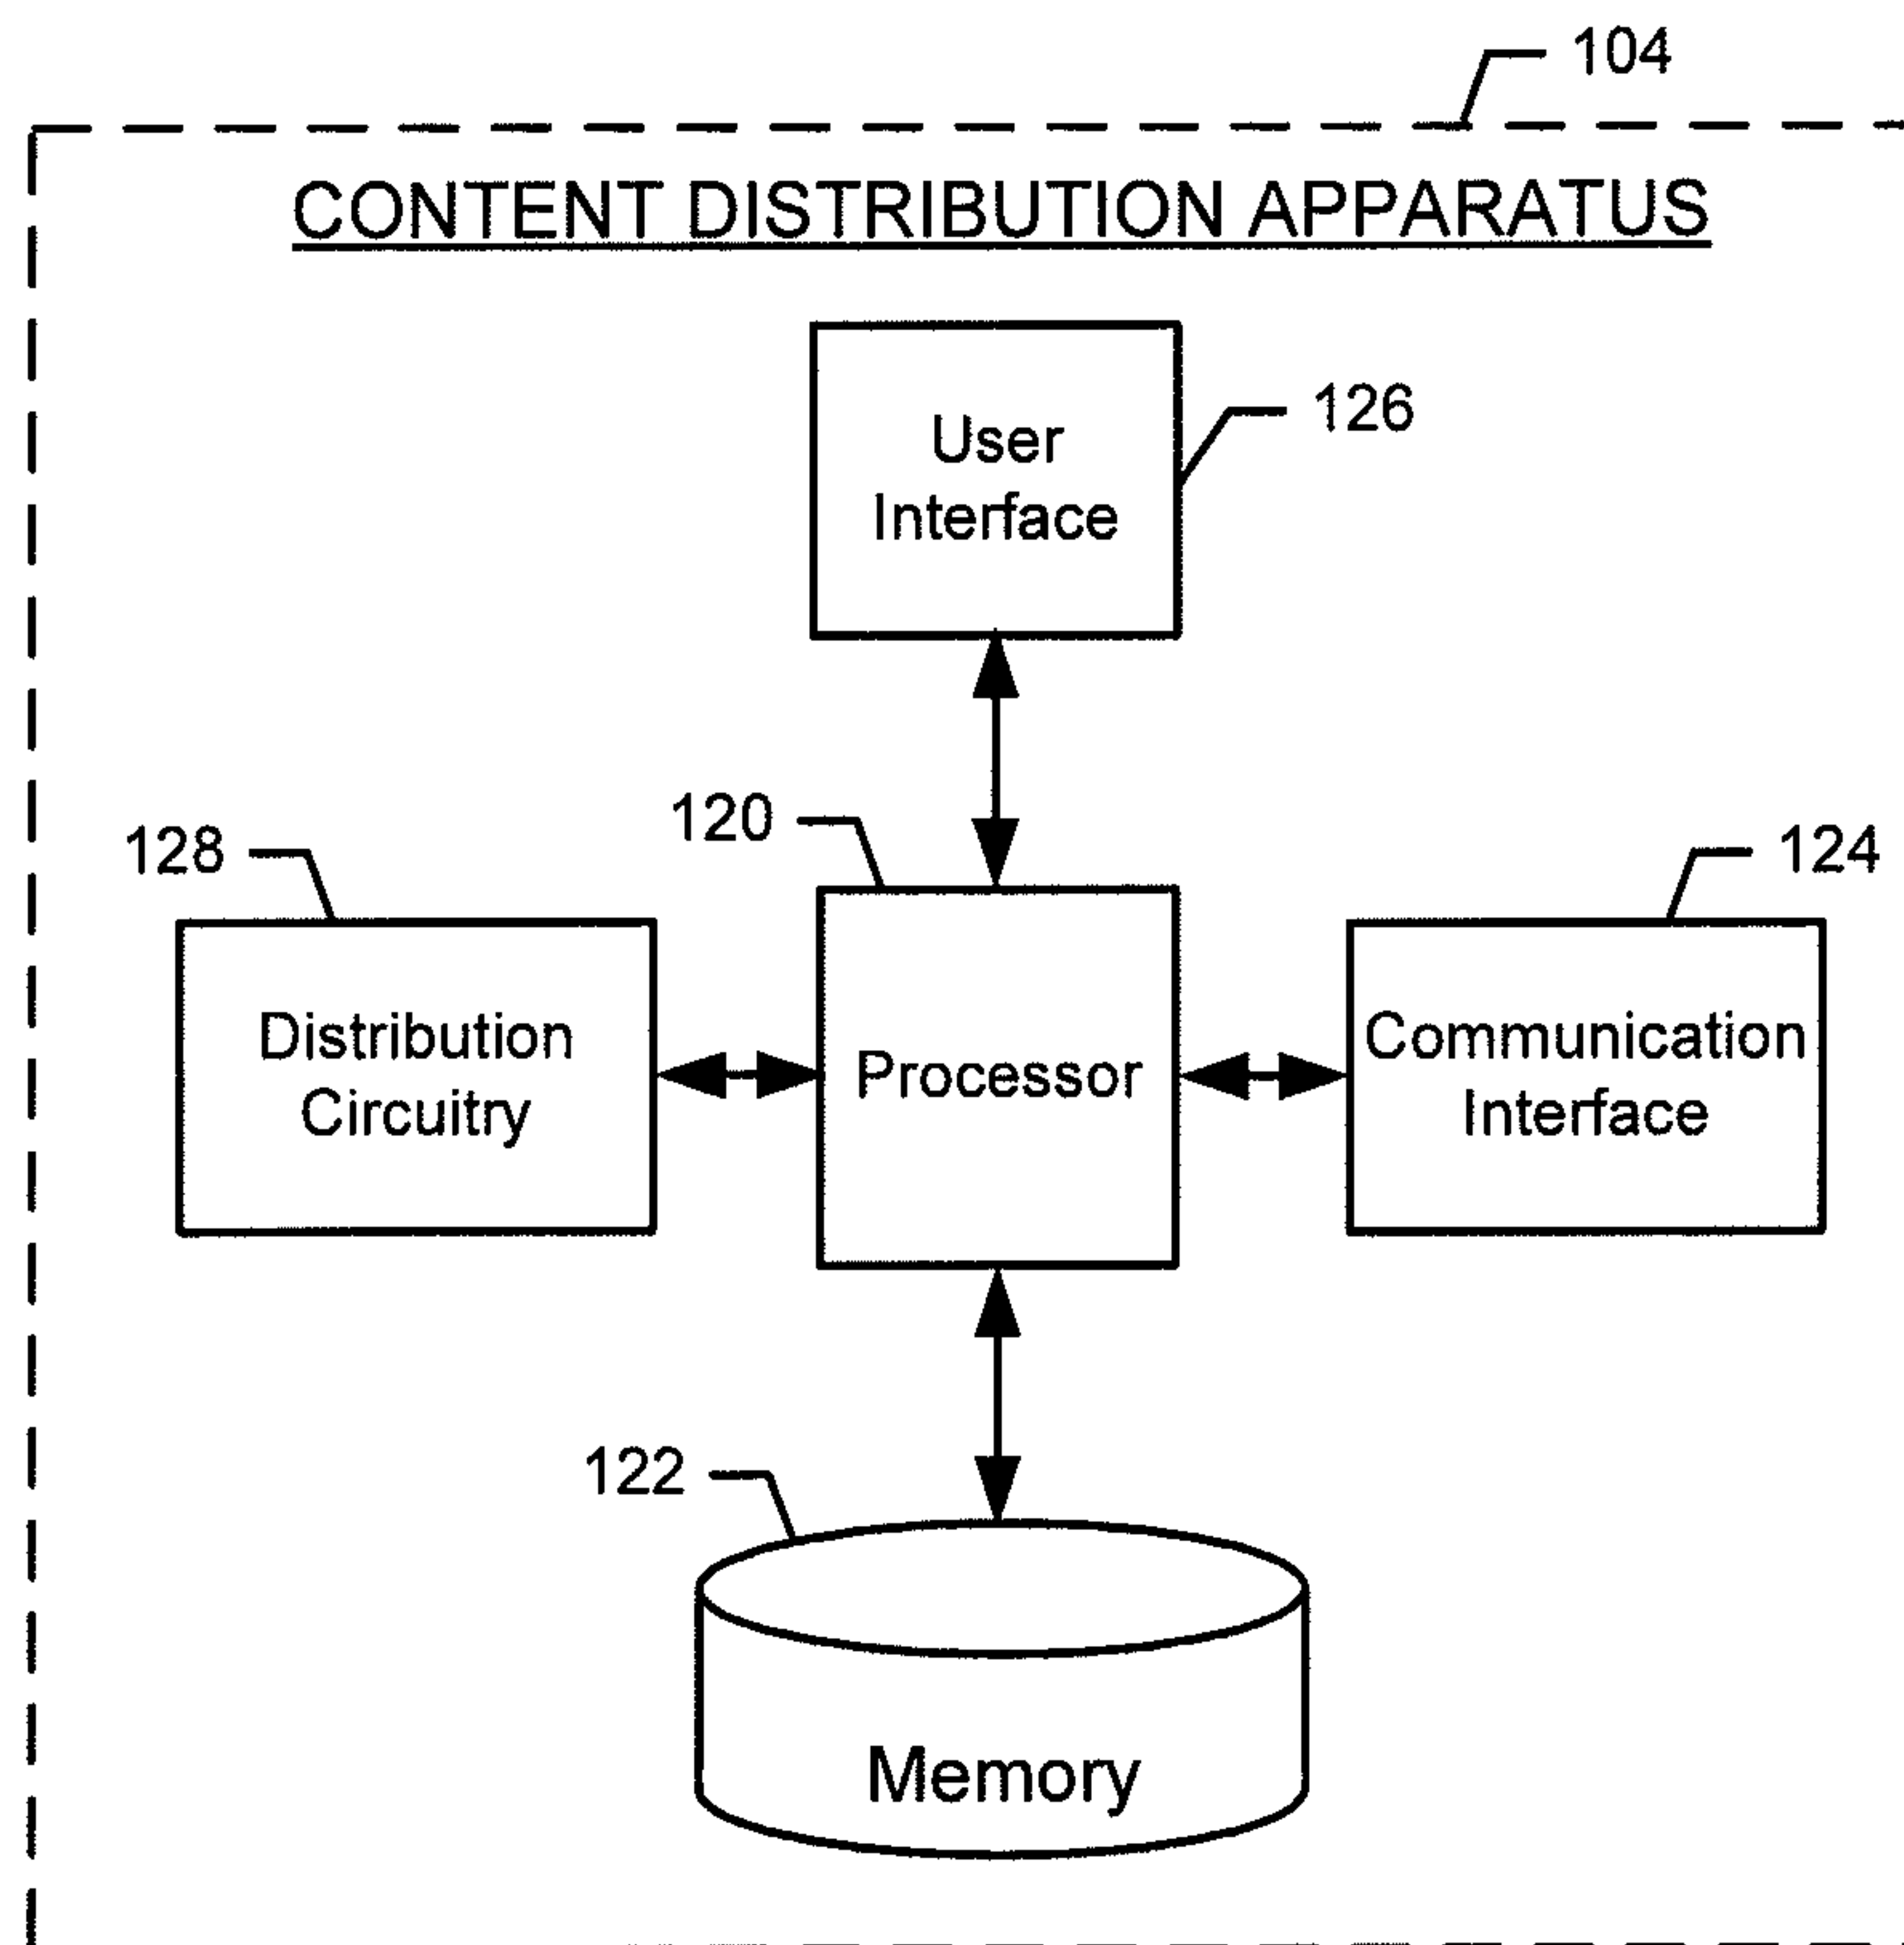 104
CONTENT DISTRIBUTION APPARATUS
User
Interface
126
120
128
124
Distribution
Circuitry
Processor
Communication
Interface
122
Memory